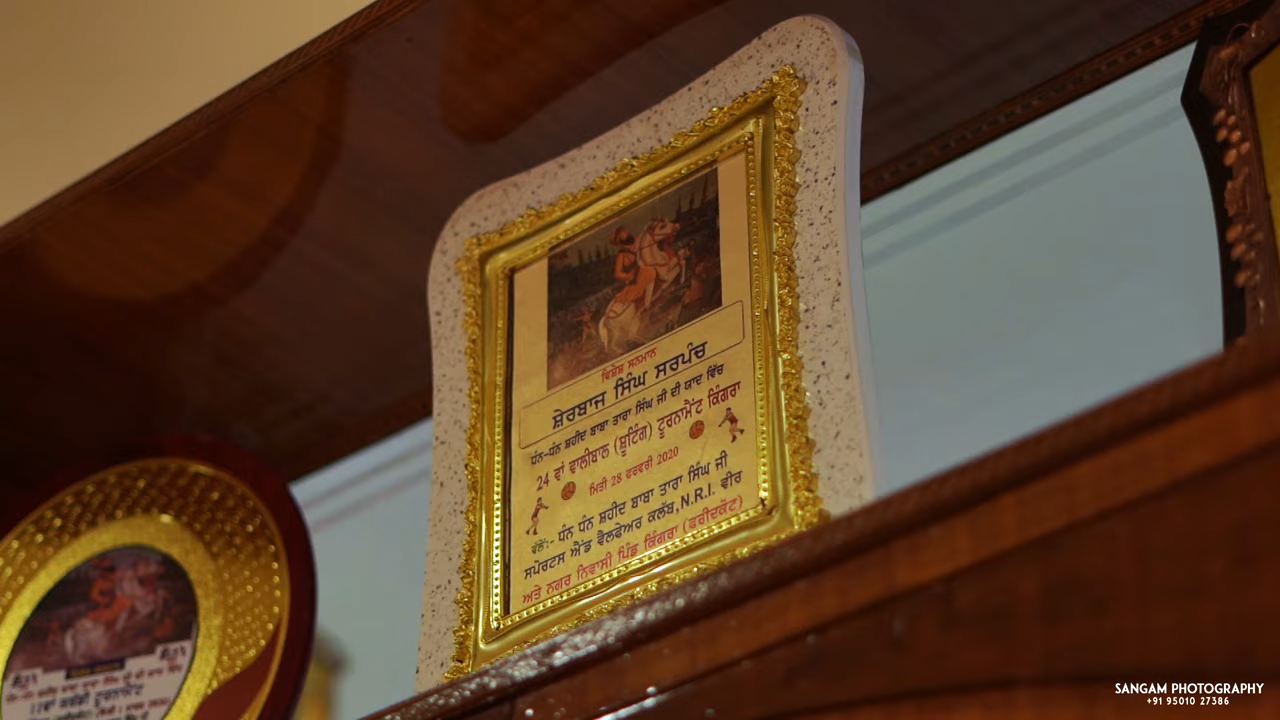 ਵਿਸ਼ੇਸ਼ ਸਨਮਾਨ
ਸ਼ੇਰਬਾਜ ਸਿੰਘ ਸਰਪੰਚ
ਧੰਨ-ਧੰਨ ਸ਼ਹੀਦ ਬਾਬਾ ਤਾਰਾ ਸਿੰਘ ਜੀ ਦੀ ਯਾਦ ਵਿੱਚ
24 ਵਾਂ ਵਾਲੀਬਾਲ (ਸ਼ੂਟਿੰਗ) ਟੂਰਨਾਮੈਂਟ ਕਿੰਗਰਾ
ਮਿਤੀ 28 ਫਰਵਰੀ 2020
ਵੱਲੋਂ:- ਧੰਨ ਧੰਨ ਸ਼ਹੀਦ ਬਾਬਾ ਤਾਰਾ ਸਿੰਘ ਜੀ
ਸਪੋਰਟਸ ਐਂਡ ਵੈਲਫੇਅਰ ਕਲੱਬ, N.R.I. ਵੀਰ
ਅਤੇ ਨਗਰ ਨਿਵਾਸੀ ਪਿੰਡ ਕਿੰਗਰਾ (ਫਰੀਦਕੋਟ)
ਟੂਰਨਾਮੈਂਟ
SANGAM PHOTOGRAPHY
+91 95010 27386